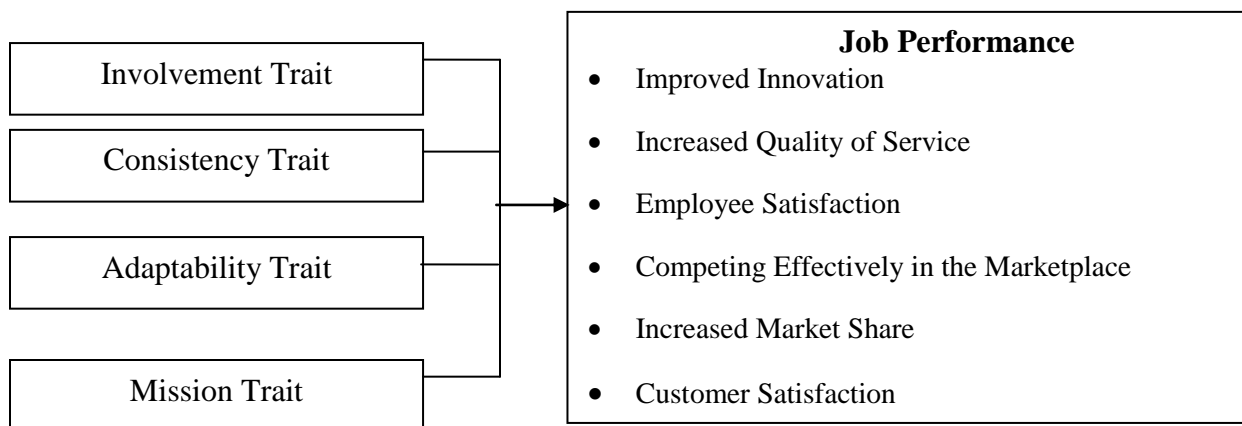 Involvement Trait
Consistency Trait
Adaptability Trait
Mission Trait
Job Performance
• Improved Innovation
• Increased Quality of Service
• Employee Satisfaction
• Competing Effectively in the Marketplace
• Increased Market Share
• Customer Satisfaction